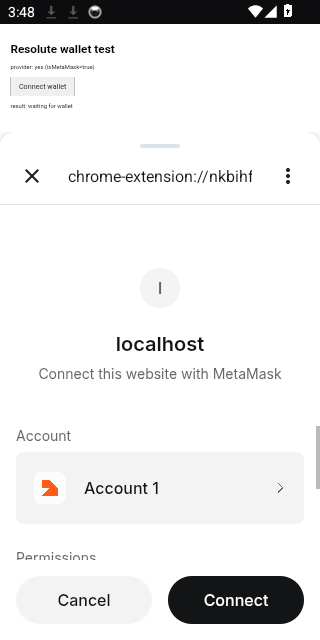 3:48
Resolute wallet test
provider: yes (isMetaMask=true)
Connect wallet
result: waiting for wallet
chrome-extension://nkbihf
I
localhost
Connect this website with MetaMask
Account
Account 1
Permissions
Cancel
Connect